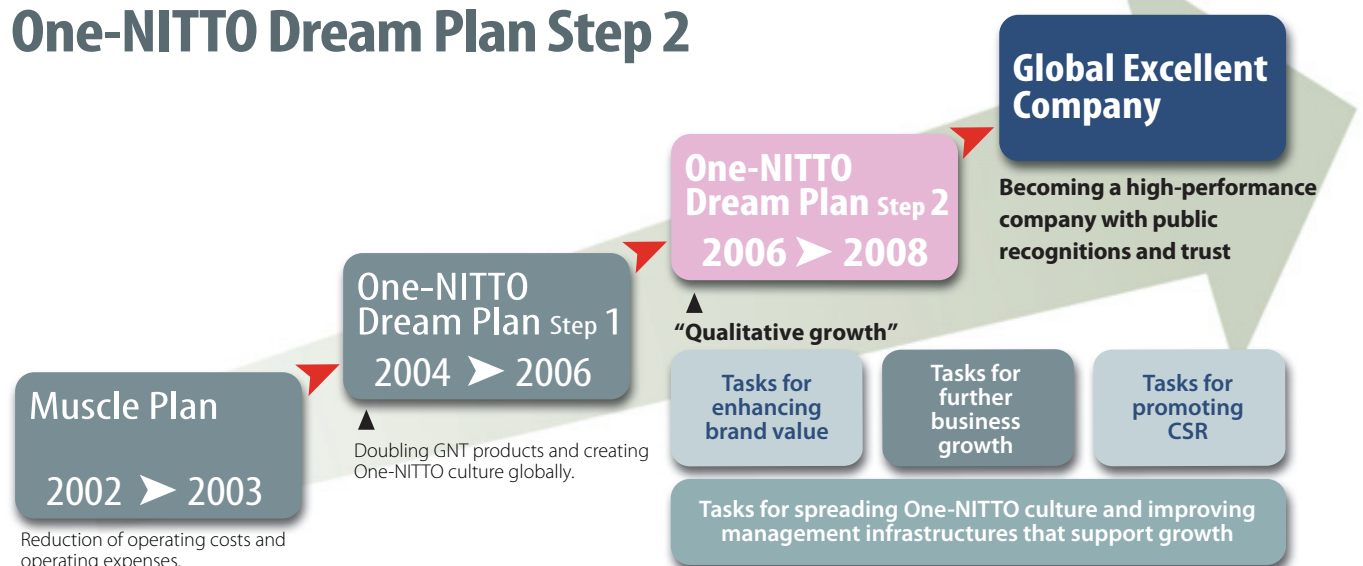 One-NITTO Dream Plan Step 2
Global Excellent
Company
Becoming a high-performance
company with public
recognitions and trust
One-NITTO
Dream Plan Step 2
2006 ➤ 2008
"Qualitative growth"
Tasks for
enhancing
brand value
Tasks for
further
business
growth
Tasks for
promoting
CSR
Tasks for spreading One-NITTO culture and improving
management infrastructures that support growth
One-NITTO
Dream Plan Step 1
2004 ➤ 2006
Doubling GNT products and creating
One-NITTO culture globally.
Muscle Plan
2002 ➤ 2003
Reduction of operating costs and
operating expenses.